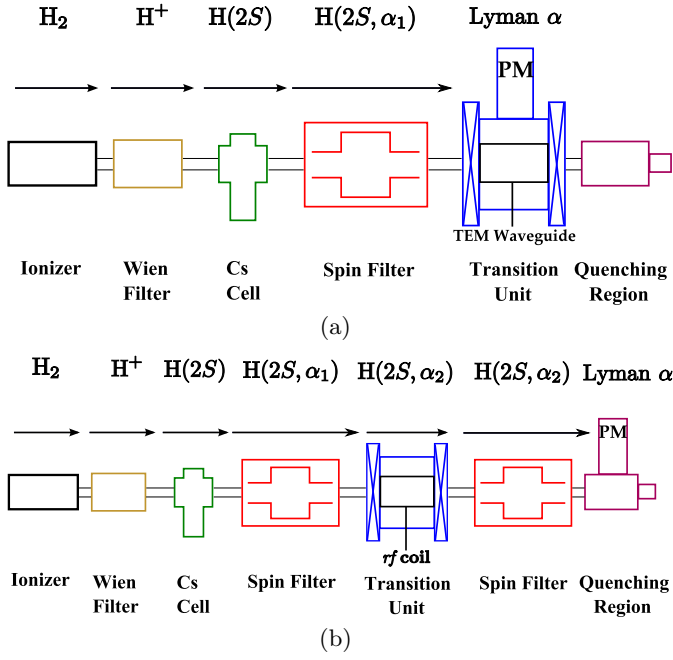 H₂ H⁺ H(2S) H(2S, α₁) Lyman α
PM
TEM Waveguide
Ionizer Wien Cs Spin Filter Transition Quenching
Filter Cell Unit Region
(a)
H₂ H⁺ H(2S) H(2S, α₁) H(2S, α₂) H(2S, α₂) Lyman α
PM
rf coil
Ionizer Wien Cs Spin Filter Transition Spin Filter Quenching
Filter Cell Unit Region
(b)